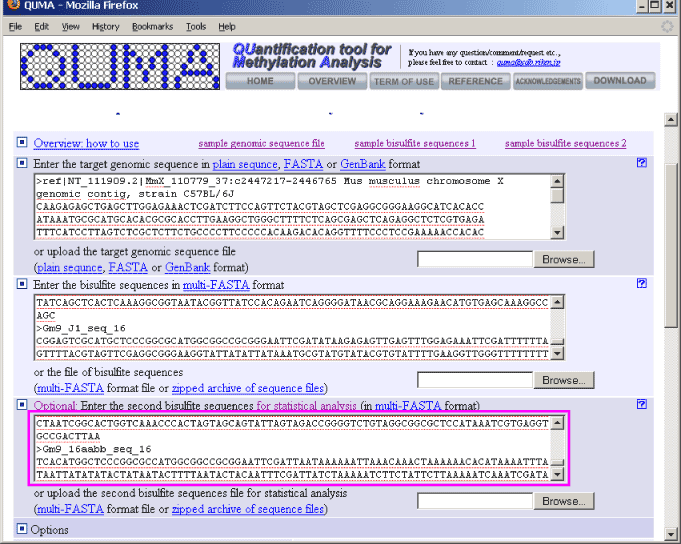 QUMA - Mozilla Firefox
File Edit View History Bookmarks Tools Help
QUMA
QUantification tool for
Methylation Analysis
If you have any question/comment/request etc.,
please feel free to contact : quma@cdb.riken.jp
HOME OVERVIEW TERM OF USE REFERENCE ACKNOWLEDGEMENTS DOWNLOAD
Overview: how to use sample genomic sequence file sample bisulfite sequences 1 sample bisulfite sequences 2
Enter the target genomic sequence in plain sequnce, FASTA or GenBank format
>ref|NT_111909.2|MmX_110779_37:c2447217-2446765 Mus musculus chromosome X
genomic contig, strain C57BL/6J
CAAGAGAGCTGAGCTTGGAGAAACTCGATCTTCCAGTTCTACGTAGCTCGAGGCGGGAAGGCATCACACC
ATAAATGCGCATGCACACGCGCACCTTGAAGGCTGGGCTTTTCTCAGCGAGCTCAGAGGCTCTCGTGAGA
TTTCATCCTTAGTCTCGCTCTTCTGCCCCTTCCCCCACAAGACACAGGTTTTCCCTCCGAAAAACCACAC
or upload the target genomic sequence file
(plain sequnce, FASTA or GenBank format)
Browse...
Enter the bisulfite sequences in multi-FASTA format
TATCAGCTCACTCAAAGGCGGTAATACGGTTATCCACAGAATCAGGGGATAACGCAGGAAAGAACATGTGAGCAAAGGCC
AGC
>Gm9_J1_seq_16
CGGAGTCGCATGCTCCCGGCGCATGGCGGCCGCGGGAATTCGATATAAGAGAGTTGAGTTTGGAGAAATTCGATTTTTTA
GTTTTACGTAGTTCGAGGCGGGAAGGTATTATATTATAAATGCGTATGTATACGTGTATTTTGAAGGTTGGGTTTTTTTT
or the file of bisulfite sequences
(multi-FASTA format file or zipped archive of sequence files)
Browse...
Optional: Enter the second bisulfite sequences for statistical analysis (in multi-FASTA format)
CTAATCGGCACTGGTCAAACCCACTAGTAGCAGTATTAGTAGACCGGGGTCTGTAGGCGGCGCTCCATAAATCGTGAGGT
GCCGACTTAA
>Gm9_16aabb_seq_16
TCACATGGCTCCCGGCGCCATGGCGGCCGCGGAATTCGATTAATAAAAATTAAACAAACTAAAAAACACATAAAATTTA
TAATTATATATACTATAATACTTTTAATACTACAATTTCGATTATCTAAAAATCTTCTATTCTTAAAAATCAAATCGATA
or upload the second bisulfite sequences file for statistical analysis
(multi-FASTA format file or zipped archive of sequence files)
Browse...
Options